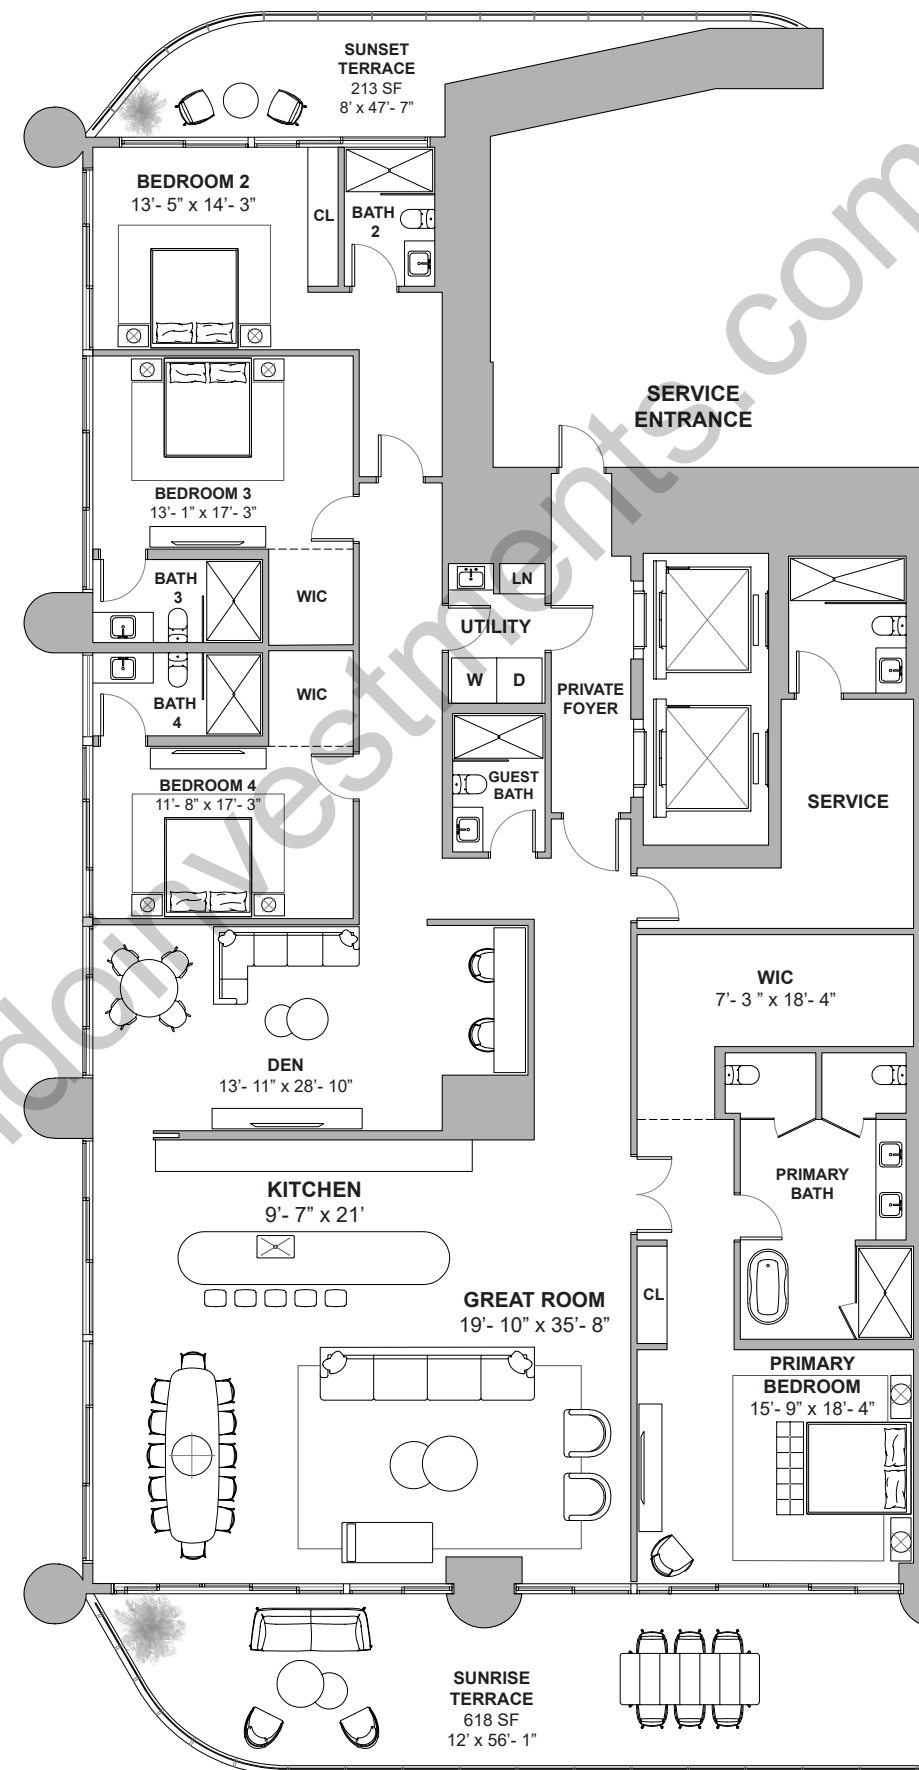 SUNSET
TERRACE
213 SF
8' x 47'- 7"
BEDROOM 2
13'- 5" x 14'- 3"
CL
BATH
2
SERVICE
ENTRANCE
BEDROOM 3
13'- 1" x 17'- 3"
BATH
3
WIC
LN
UTILITY
W
D
PRIVATE
FOYER
WIC
BATH
4
GUEST
BATH
BEDROOM 4
11'- 8" x 17'- 3"
SERVICE
WIC
7'- 3 " x 18'- 4"
DEN
13'- 11" x 28'- 10"
PRIMARY
BATH
KITCHEN
9'- 7" x 21'
CL
GREAT ROOM
19'- 10" x 35'- 8"
PRIMARY
BEDROOM
15'- 9" x 18'- 4"
SUNRISE
TERRACE
618 SF
12' x 56'- 1"
doinvestments.com